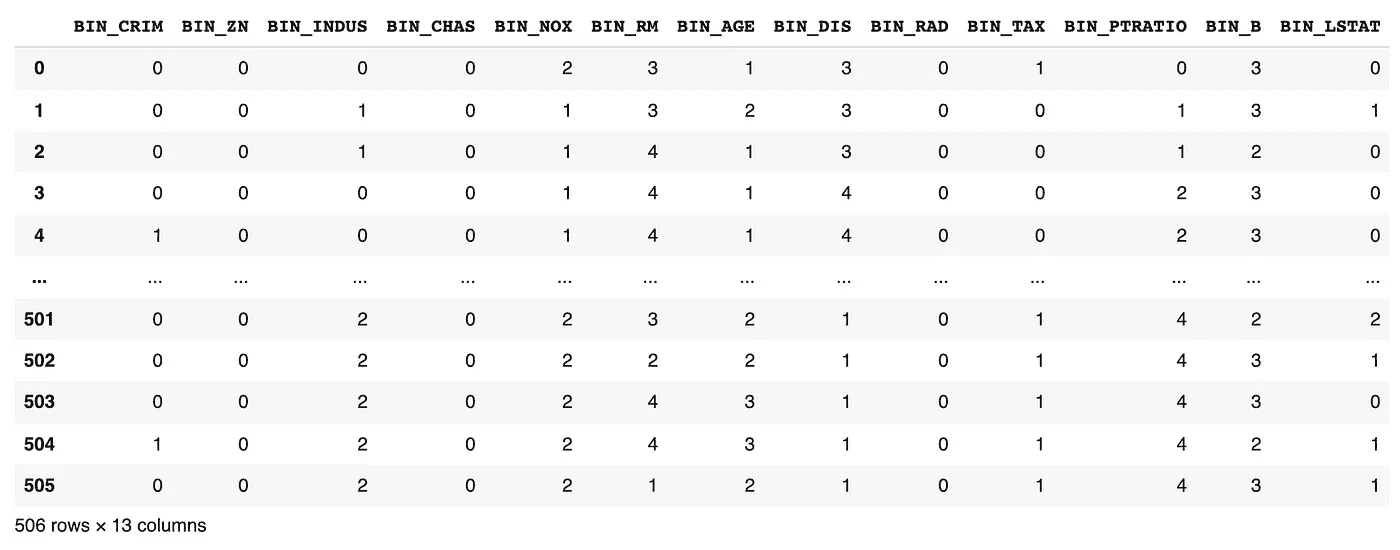 BIN_CRIM BIN_ZN BIN_INDUS BIN_CHAS BIN_NOX BIN_RM BIN_AGE BIN_DIS BIN_RAD BIN_TAX BIN_PTRATIO BIN_B BIN_LSTAT
0 0 0 0 0 2 3 1 3 0 1 0 3 0
1 0 0 1 0 1 3 2 3 0 0 1 3 1
2 0 0 1 0 1 4 1 3 0 0 1 2 0
3 0 0 0 0 1 4 1 4 0 0 2 3 0
4 1 0 0 0 1 4 1 4 0 0 2 3 0
... ... ... ... ... ... ... ... ... ... ... ... ... ...
501 0 0 2 0 2 3 2 1 0 1 4 2 2
502 0 0 2 0 2 2 2 1 0 1 4 3 1
503 0 0 2 0 2 4 3 1 0 1 4 3 0
504 1 0 2 0 2 4 3 1 0 1 4 2 1
505 0 0 2 0 2 1 2 1 0 1 4 3 1
506 rows × 13 columns